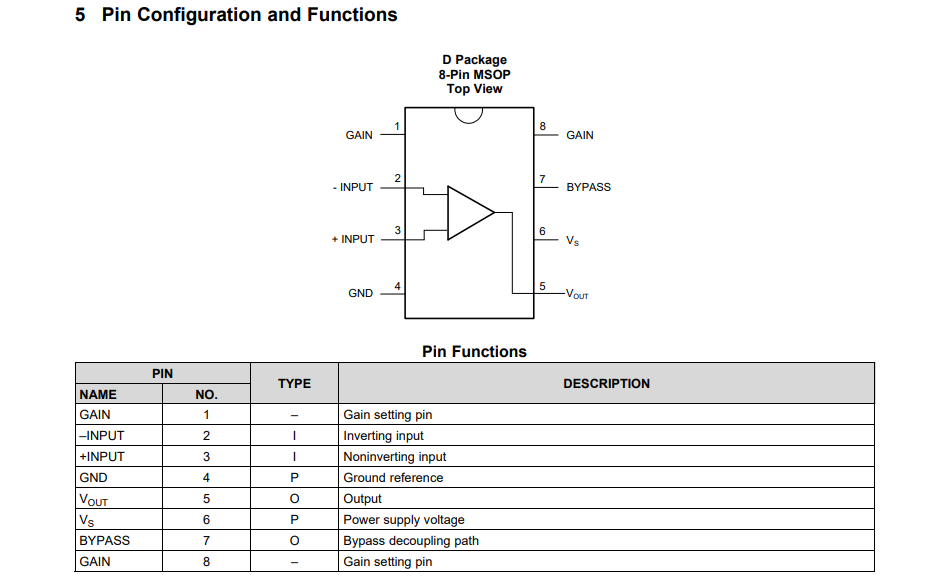 5 Pin Configuration and Functions
D Package
8-Pin MSOP
Top View
GAIN 1 8 GAIN
- INPUT 2 7 BYPASS
+ INPUT 3 6 VS
GND 4 5 VOUT
Pin Functions
PIN TYPE DESCRIPTION
NAME NO.
GAIN 1 – Gain setting pin
–INPUT 2 I Inverting input
+INPUT 3 I Noninverting input
GND 4 P Ground reference
VOUT 5 O Output
VS 6 P Power supply voltage
BYPASS 7 O Bypass decoupling path
GAIN 8 – Gain setting pin